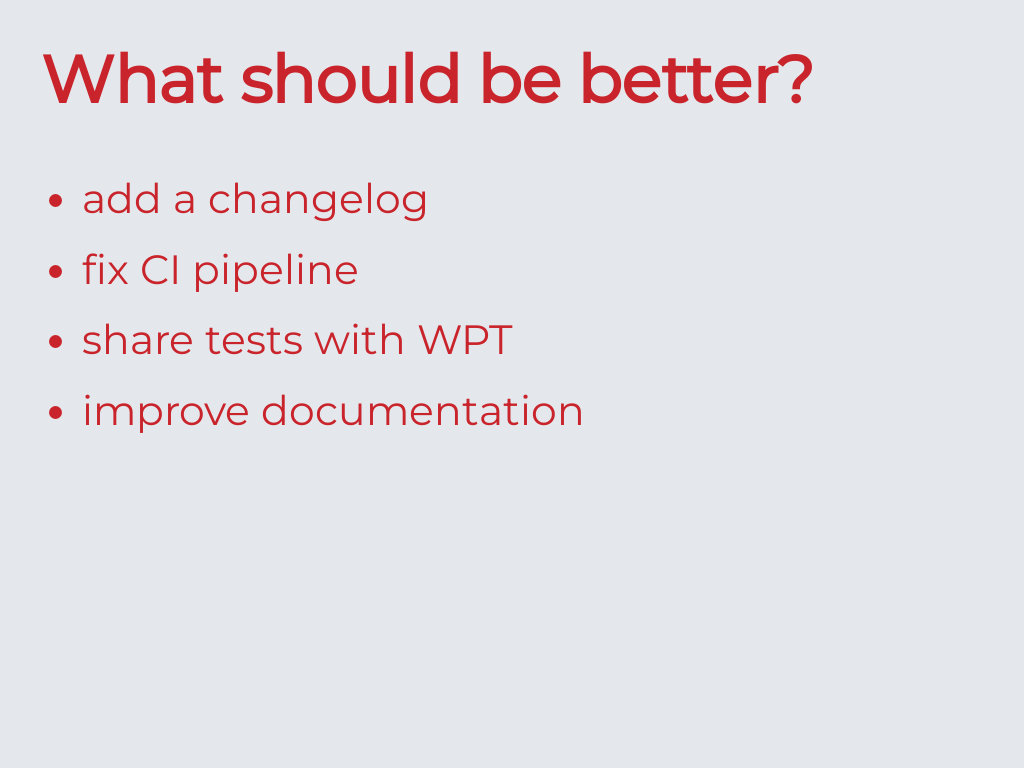 What should be better?
• add a changelog
• fix CI pipeline
• share tests with WPT
• improve documentation